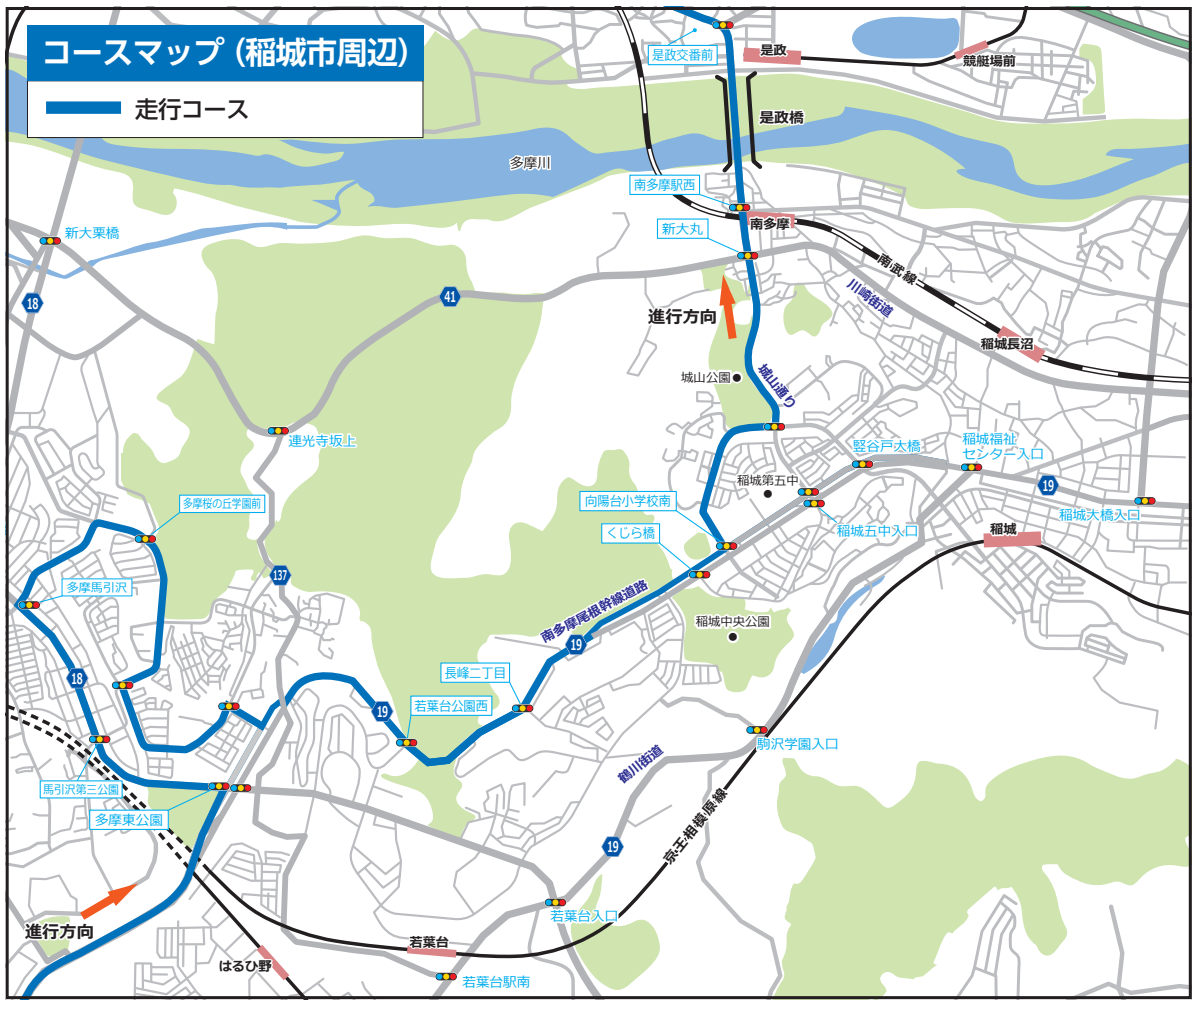 コースマップ（稲城市周辺）
走行コース
是政交番前
是政
競艇場前
是政橋
多摩川
南多摩駅西
南多摩
新大丸
新大栗橋
南武線
川崎街道
18
41
進行方向
稲城長沼
城山公園
城山通り
連光寺坂上
竪谷戸大橋
稲城福祉
センター入口
稲城第五中
19
多摩桜の丘学園前
向陽台小学校南
稲城大橋入口
稲城五中入口
くじら橋
稲城
137
多摩馬引沢
南多摩尾根幹線道路
稲城中央公園
19
18
長峰二丁目
19
若葉台公園西
駒沢学園入口
鶴川街道
馬引沢第三公園
多摩東公園
京王相模原線
19
若葉台入口
進行方向
若葉台
はるひ野
若葉台駅南